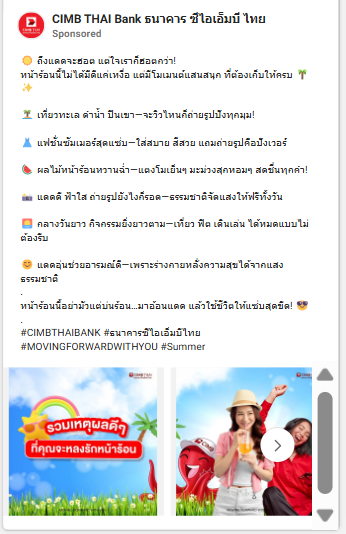 CIMB THAI Bank ธนาคาร ซีไอเอ็มบี ไทย
Sponsored
🌞 ถึงแดดจะฮอต แต่ใจเราก็ฮอตกว่า!
หน้าร้อนนี้ไม่ได้มีดีแค่เหงื่อ แต่มีโมเมนต์แสนสนุก ที่ต้องเก็บให้ครบ 🌴
✨
🏝️ เที่ยวทะเล ดำน้ำ ปีนเขา—จะวิวไหนก็ถ่ายรูปปังทุกมุม!
👗 แฟชั่นซัมเมอร์สุดแซ่บ—ใส่สบาย สีสวย แถมถ่ายรูปคือปังเวอร์
🍉 ผลไม้หน้าร้อนหวานฉ่ำ—แตงโมเย็นๆ มะม่วงสุกหอมๆ สดชื่นทุกคำ!
📸 แดดดี ฟ้าใส ถ่ายรูปยังไงก็รอด—ธรรมชาติจัดแสงให้ฟรีทั้งวัน
🌅 กลางวันยาว กิจกรรมยิ่งยาวตาม—เที่ยว ฟิต เดินเล่น ได้หมดแบบไม่
ต้องรีบ
😊 แดดอุ่นช่วยอารมณ์ดี—เพราะร่างกายหลั่งความสุขได้จากแสง
ธรรมชาติ
.
หน้าร้อนนี้อย่ามัวแต่บ่นร้อน...มาอ้อนแดด แล้วใช้ชีวิตให้แซ่บสุดขีด! 😎
.
#CIMBTHAIBANK #ธนาคารซีไอเอ็มบีไทย
#MOVINGFORWARDWITHYOU #Summer
CIMB THAI
รวมเหตุผลดีๆ
ที่คุณจะหลงรักหน้าร้อน
CIMB THAI